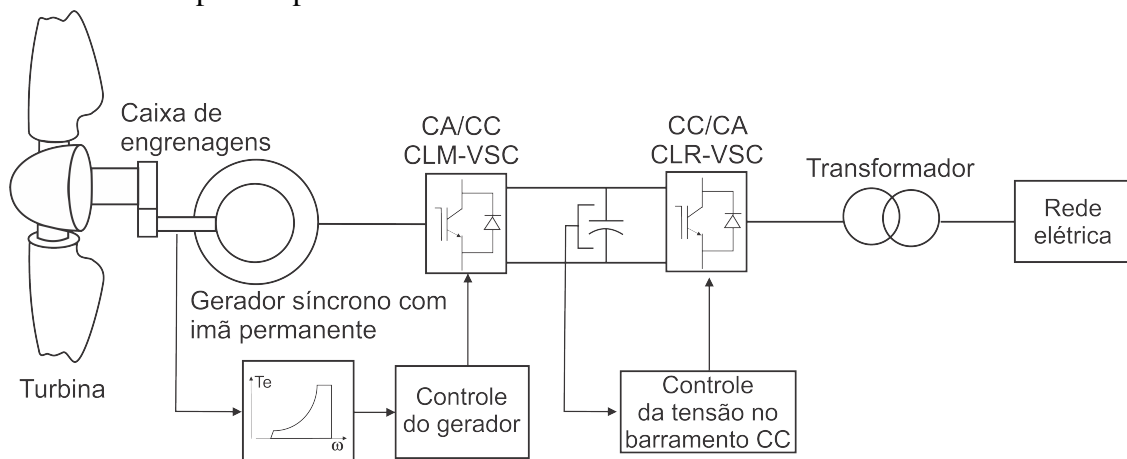 Caixa de
engrenagens
CA/CC
CLM-VSC
CC/CA
CLR-VSC
Transformador
Rede
elétrica
Gerador síncrono com
imã permanente
Turbina
Te
ω
Controle
do gerador
Controle
da tensão no
barramento CC